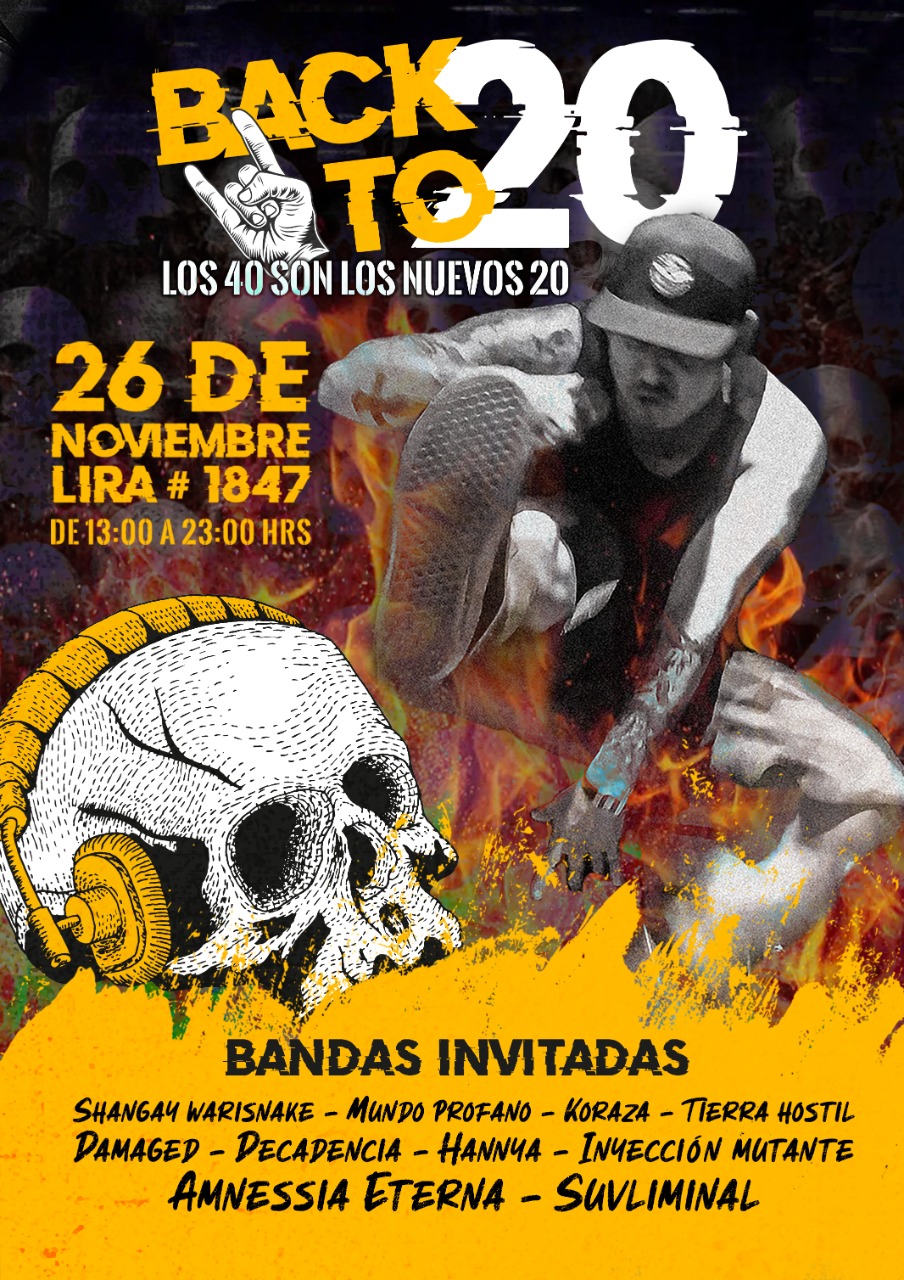 BACK
TO 20
LOS 40 SON LOS NUEVOS 20
26 DE
NOVIEMBRE
LIRA # 1847
DE 13:00 A 23:00 HRS
BANDAS INVITADAS
SHANGAY WARISNAKE - MUNDO PROFANO - KORAZA - TIERRA HOSTIL
DAMAGED - DECADENCIA - HANNYA - INYECCIÓN MUTANTE
AMNESSIA ETERNA - SUVLIMINAL